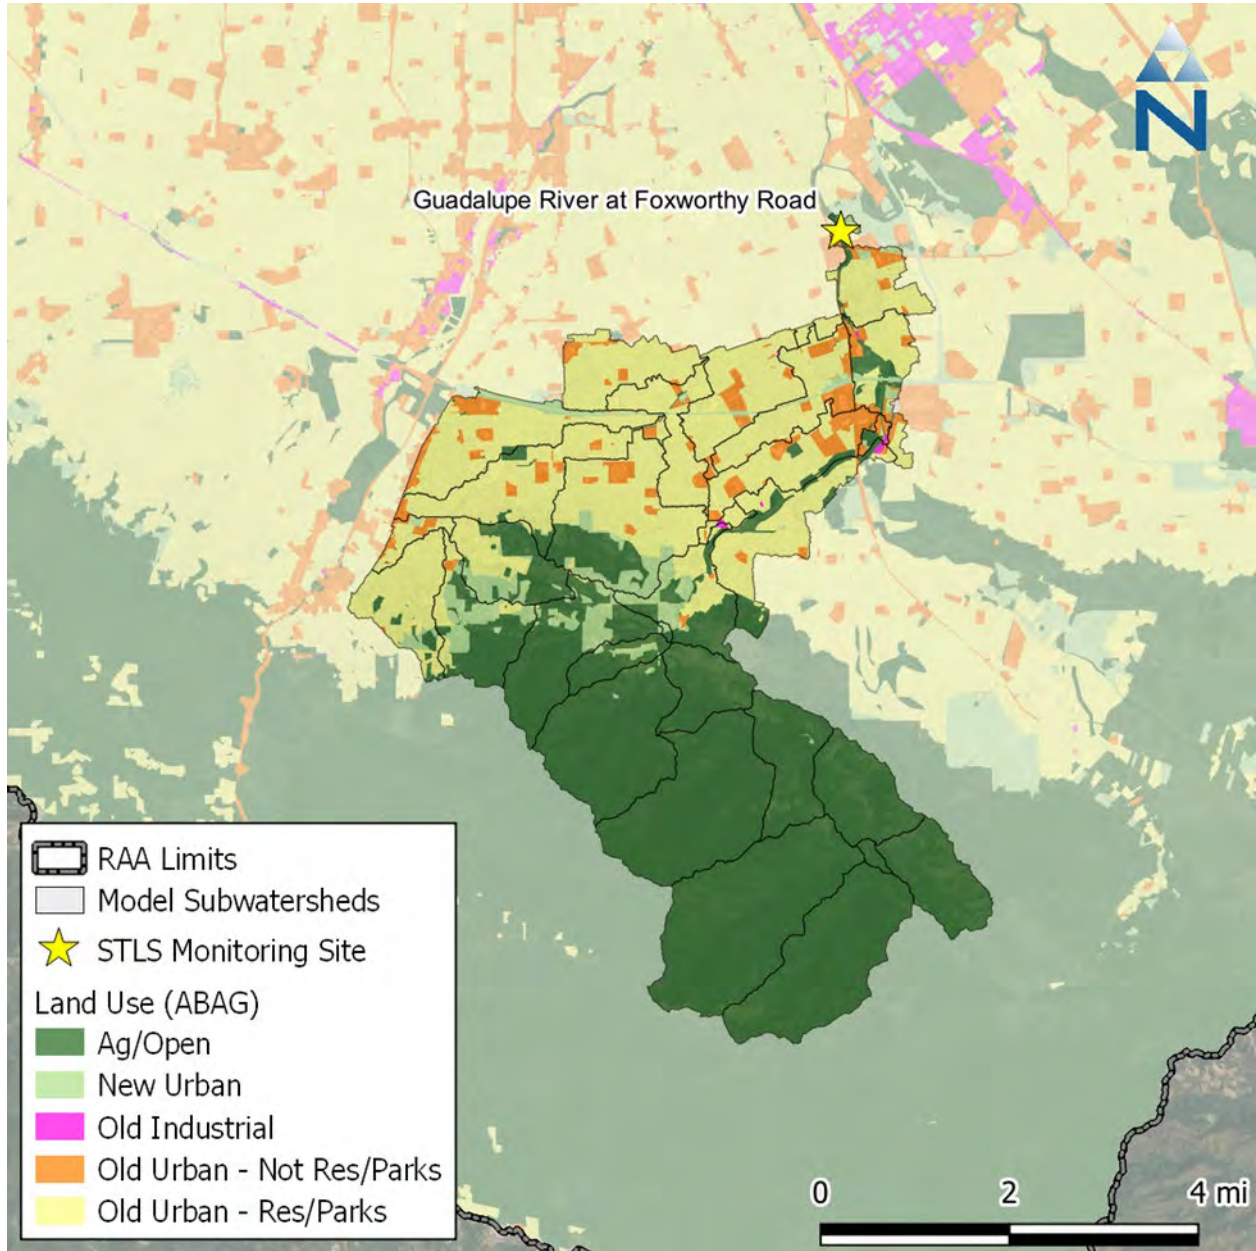 N
Guadalupe River at Foxworthy Road
RAA Limits
Model Subwatersheds
STLS Monitoring Site
Land Use (ABAG)
Ag/Open
New Urban
Old Industrial
Old Urban - Not Res/Parks
Old Urban - Res/Parks
0 2 4 mi